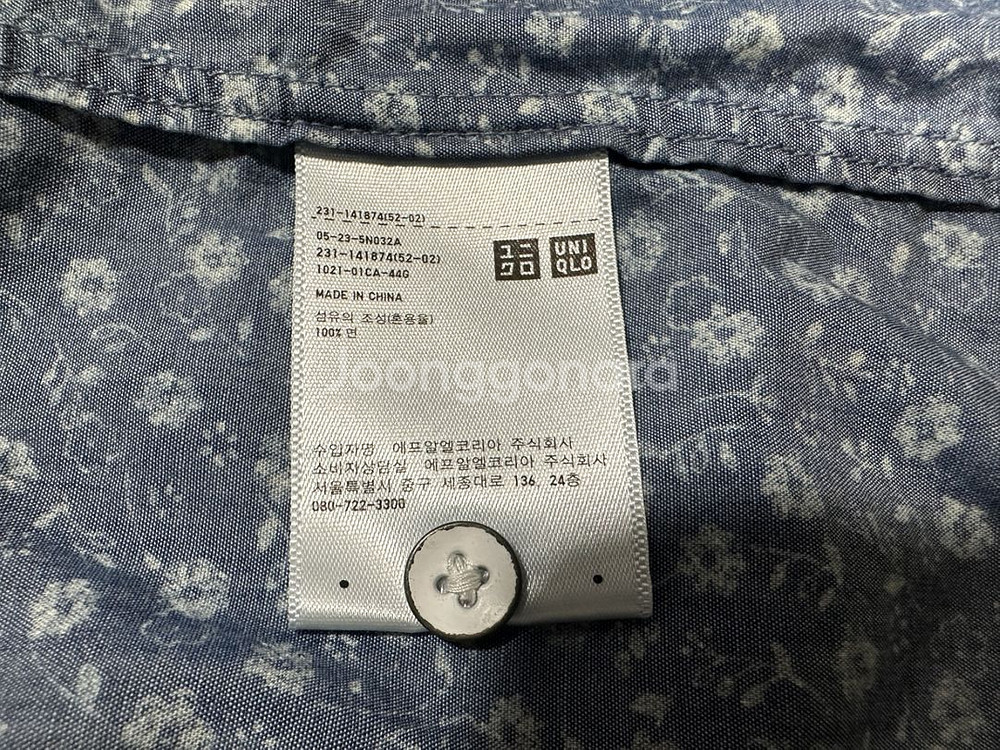 231-141874(52-02)
05-23-5N032A
231-141874(52-02)
1021-01CA-44G
ユニ
クロ
UNI
QLO
MADE IN CHINA
섬유의 조성(혼용율)
100% 면
Joonggonara
수입자명 에프알엘코리아 주식회사
소비자상담실 에프알엘코리아 주식회사
서울특별시 중구 세종대로 136, 24층
080-722-3300